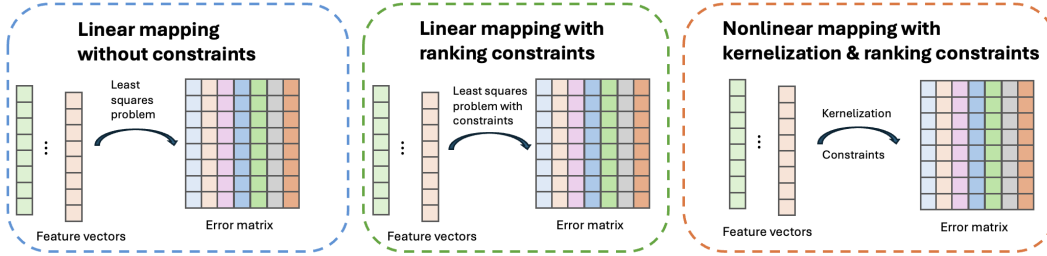 Linear mapping
without constraints
Least
squares
problem
Feature vectors
Error matrix
Linear mapping with
ranking constraints
Least squares
problem with
constraints
Feature vectors
Error matrix
Nonlinear mapping with
kernelization & ranking constraints
Kernelization
Constraints
Feature vectors
Error matrix